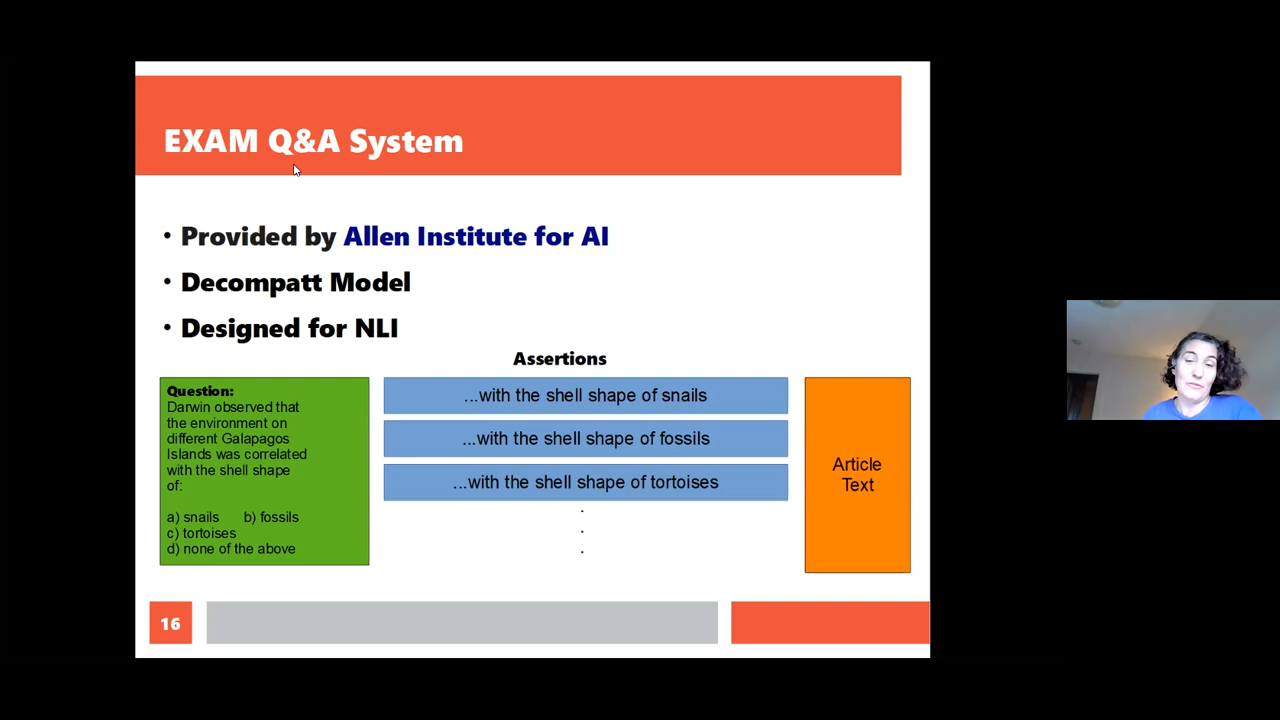 EXAM Q&A System
• Provided by Allen Institute for AI
• Decompatt Model
• Designed for NLI
Assertions
Question:
Darwin observed that
the environment on
different Galapagos
Islands was correlated
with the shell shape
of:
a) snails b) fossils
c) tortoises
d) none of the above
...with the shell shape of snails
...with the shell shape of fossils
...with the shell shape of tortoises
.
.
.
Article
Text
16